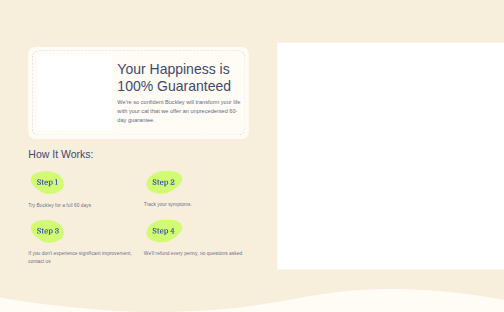 Your Happiness is
100% Guaranteed
We're so confident Buckley will transform your life
with your cat that we offer an unprecedented 60-
day guarantee.
How It Works:
Step 1
Step 2
Try Buckley for a full 60 days
Track your symptoms.
Step 3
Step 4
If you don't experience significant improvement,
contact us
We'll refund every penny, no questions asked